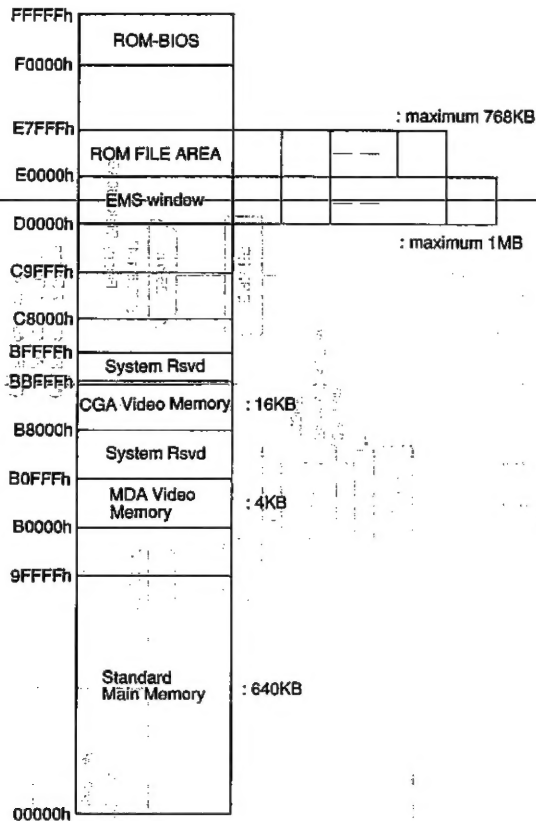 FFFFFh
ROM-BIOS
F0000h
E7FFFh
: maximum 768KB
ROM FILE AREA
E0000h
EMS window
D0000h
: maximum 1MB
C9FFFh
C8000h
BFFFFh
System Rsvd
BBFFFh
CGA Video Memory
: 16KB
B8000h
System Rsvd
B0FFFh
MDA Video
Memory
: 4KB
B0000h
9FFFFh
Standard
Main Memory
: 640KB
00000h